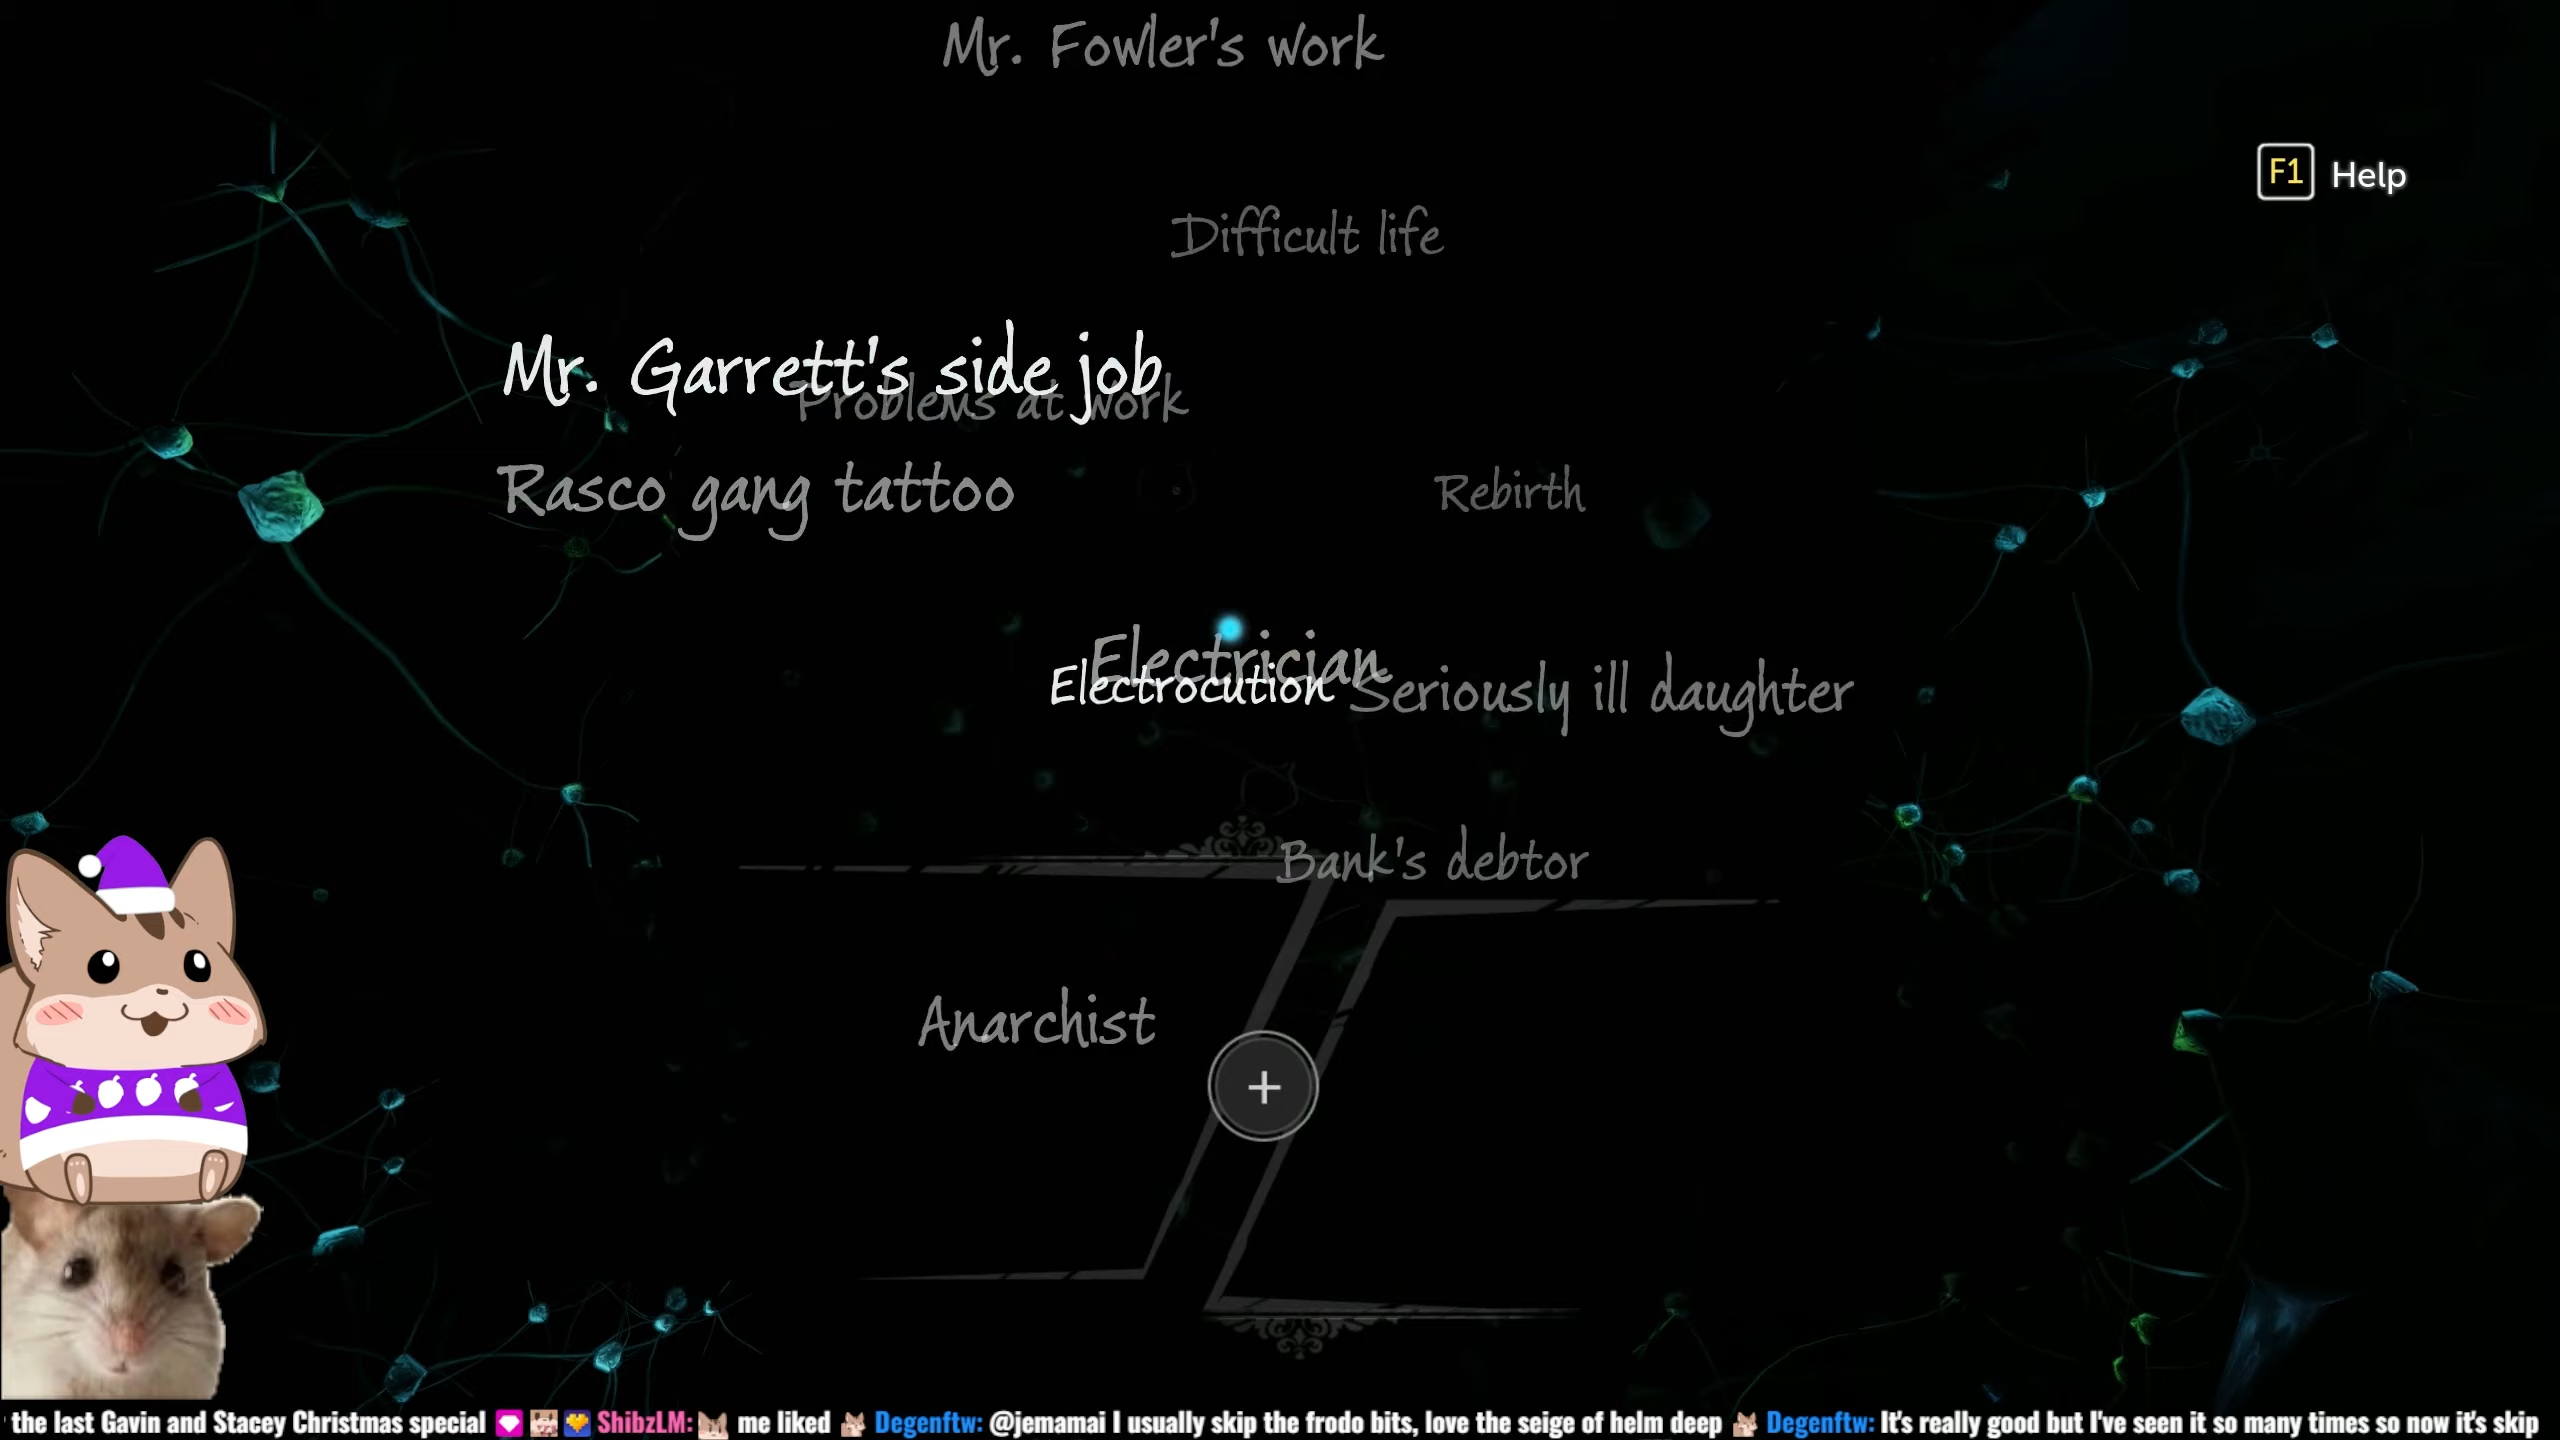 Mr. Fowler's work
F1 Help
Difficult life
Mr. Garrett's side job
Problems at work
Rasco gang tattoo
Rebirth
Electrician
Electrocution
Seriously ill daughter
Bank's debtor
Anarchist
+
the last Gavin and Stacey Christmas special ShibzLM: me liked Degenftw: @jemamai I usually skip the frodo bits, love the seige of helm deep Degenftw: It's really good but I've seen it so many times so now it's skip